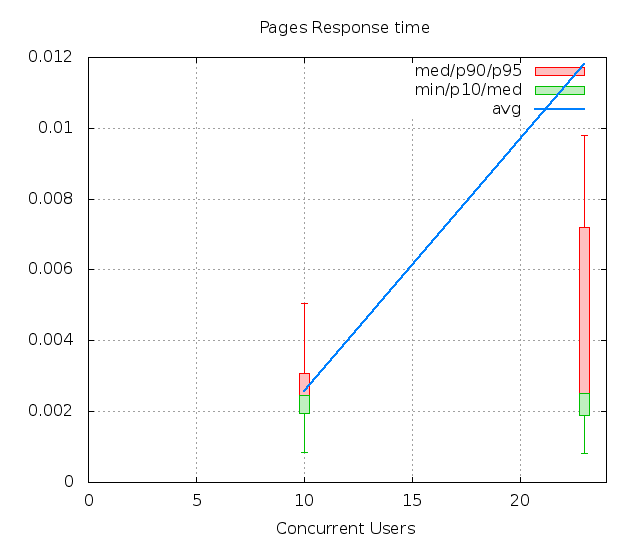 Pages Response time
0.012
0.01
0.008
0.006
0.004
0.002
0
med/p90/p95
min/p10/med
avg
0 5 10 15 20
Concurrent Users